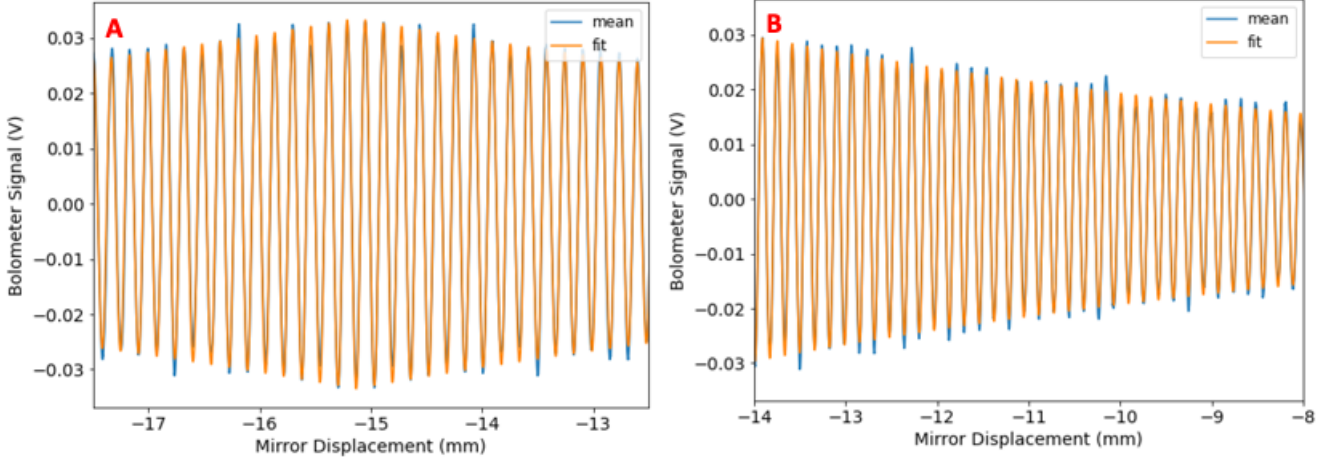 A
mean
fit
0.03
0.02
0.01
0.00
−0.01
−0.02
−0.03
Bolometer Signal (V)
−17 −16 −15 −14 −13
Mirror Displacement (mm)
B
mean
fit
0.03
0.02
0.01
0.00
−0.01
−0.02
−0.03
Bolometer Signal (V)
−14 −13 −12 −11 −10 −9 −8
Mirror Displacement (mm)